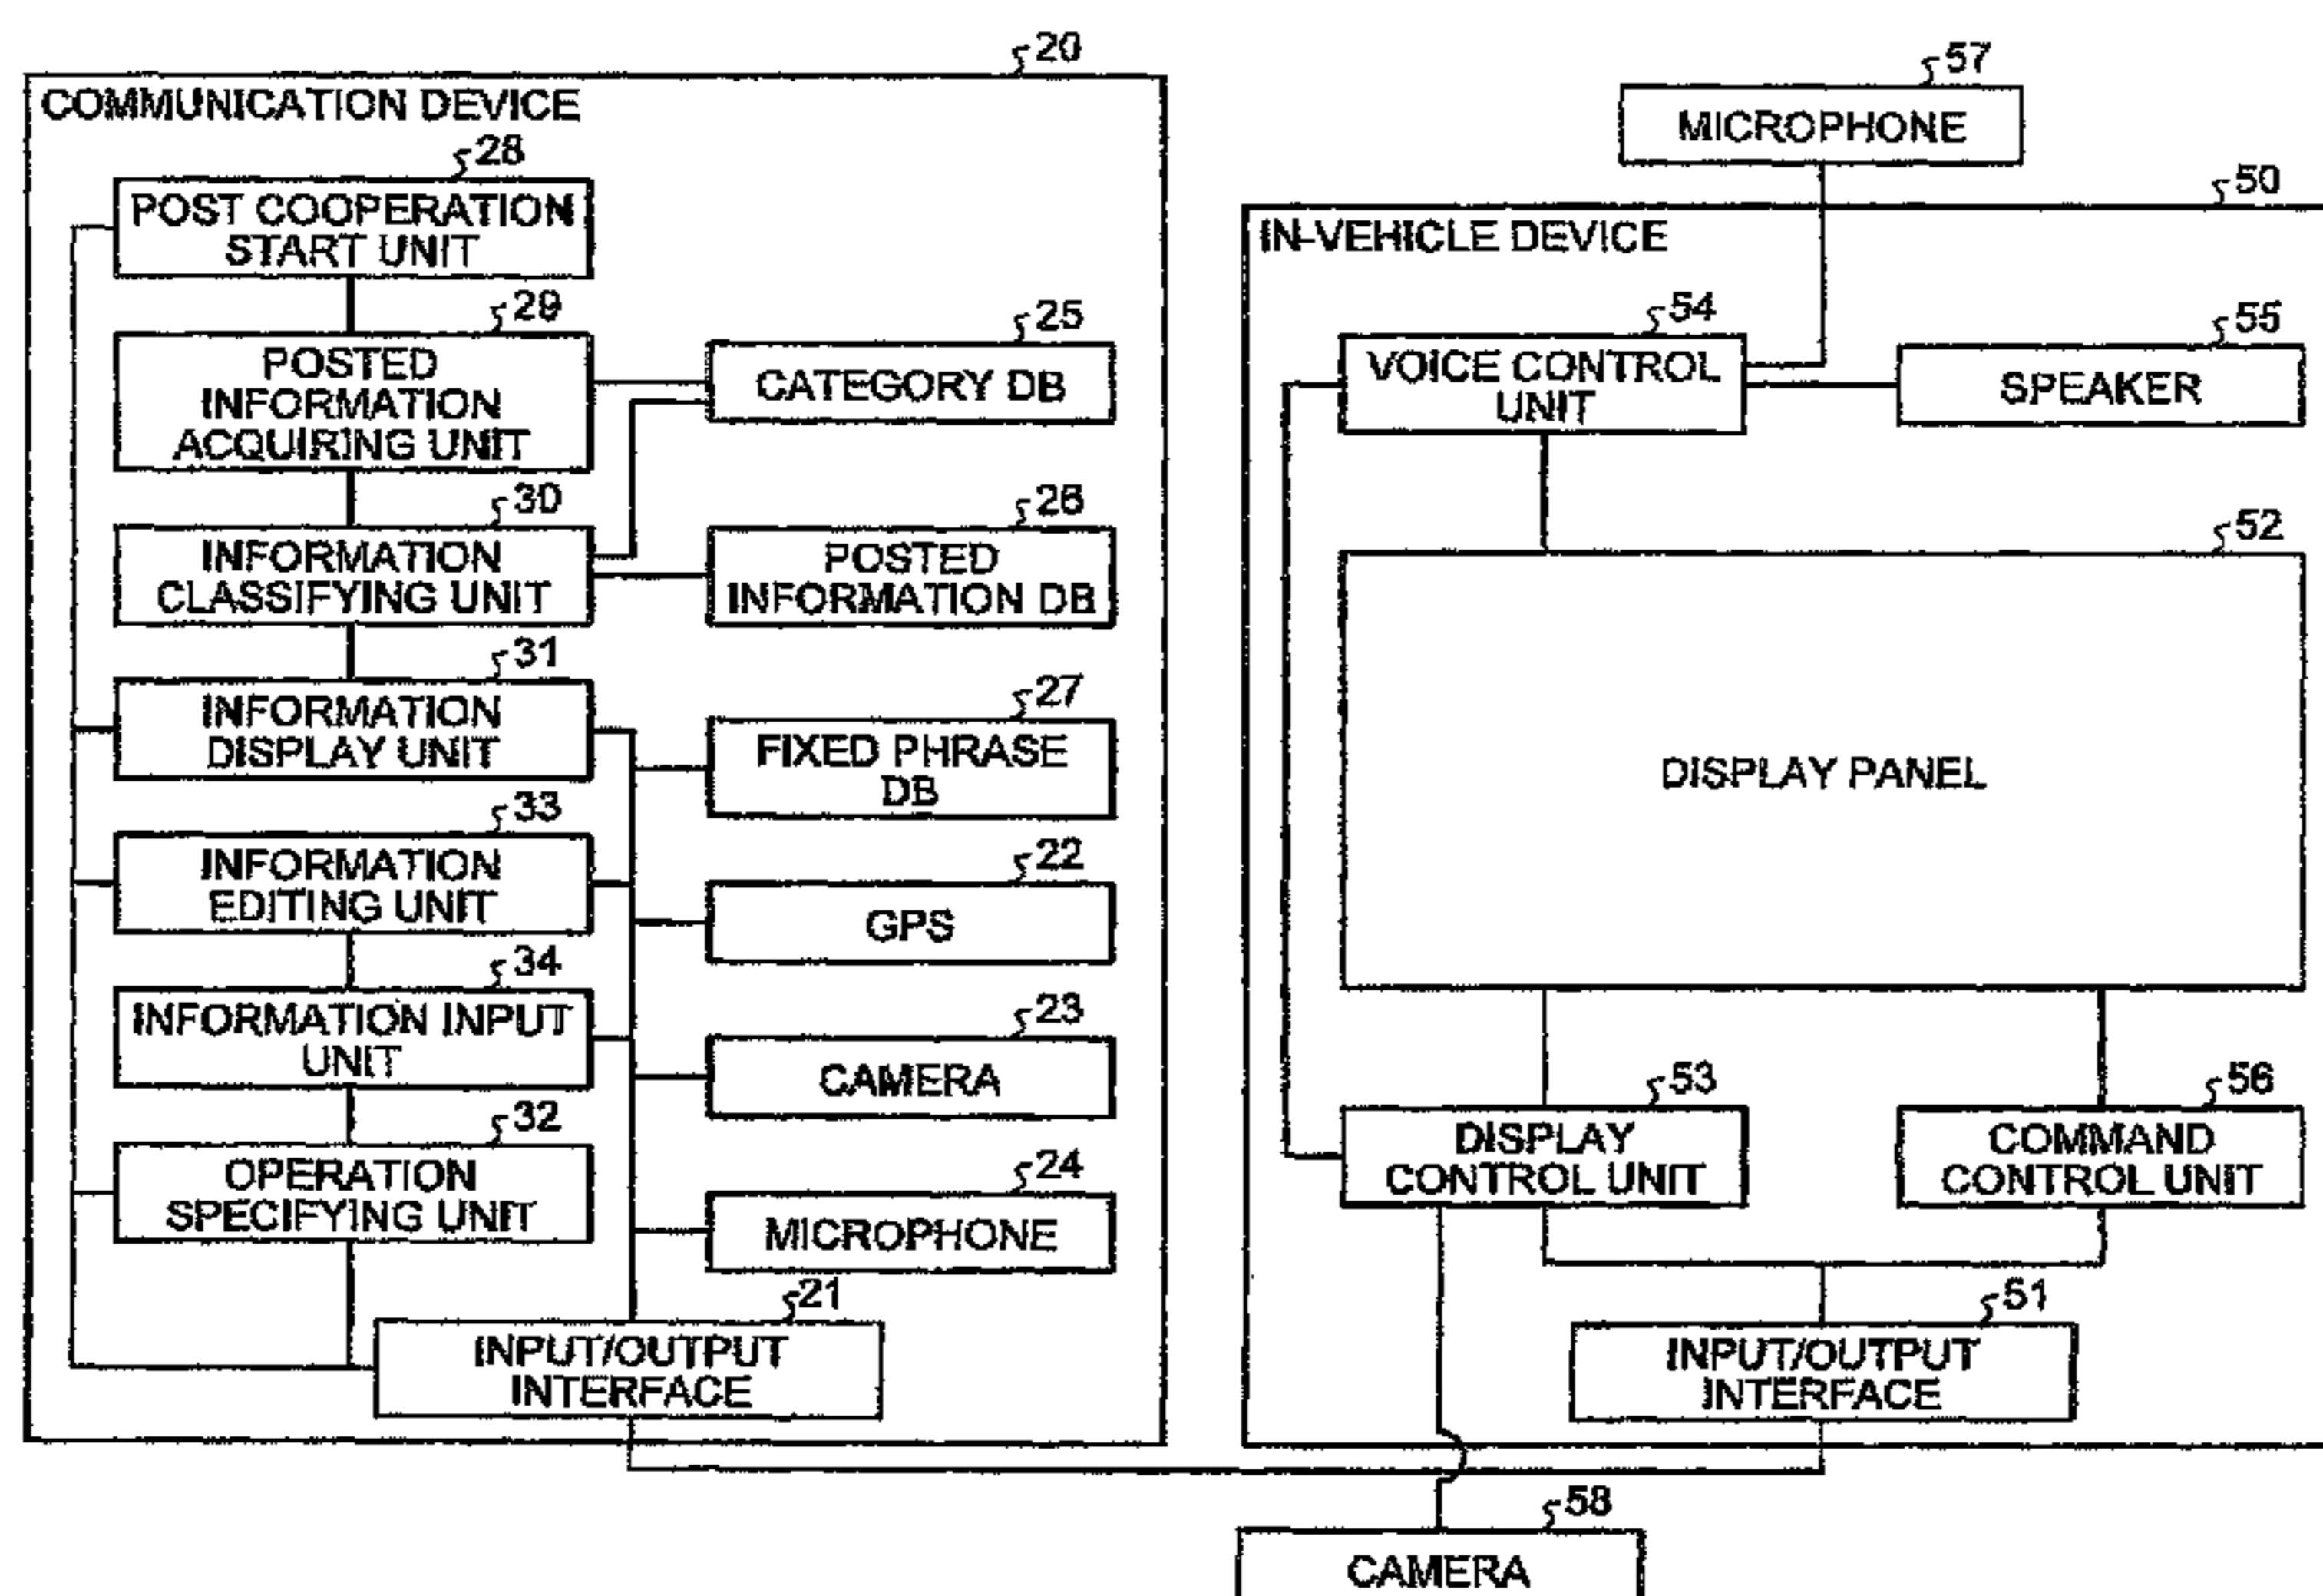 20
COMMUNICATION DEVICE
28
POST COOPERATION
START UNIT
29
POSTED
INFORMATION
ACQUIRING UNIT
25
CATEGORY DB
30
INFORMATION
CLASSIFYING UNIT
26
POSTED
INFORMATION DB
31
INFORMATION
DISPLAY UNIT
27
FIXED PHRASE
DB
33
INFORMATION
EDITING UNIT
22
GPS
34
INFORMATION INPUT
UNIT
23
CAMERA
32
OPERATION
SPECIFYING UNIT
24
MICROPHONE
21
INPUT/OUTPUT
INTERFACE
57
MICROPHONE
50
IN-VEHICLE DEVICE
54
VOICE CONTROL
UNIT
55
SPEAKER
52
DISPLAY PANEL
53
DISPLAY
CONTROL UNIT
56
COMMAND
CONTROL UNIT
51
INPUT/OUTPUT
INTERFACE
58
CAMERA